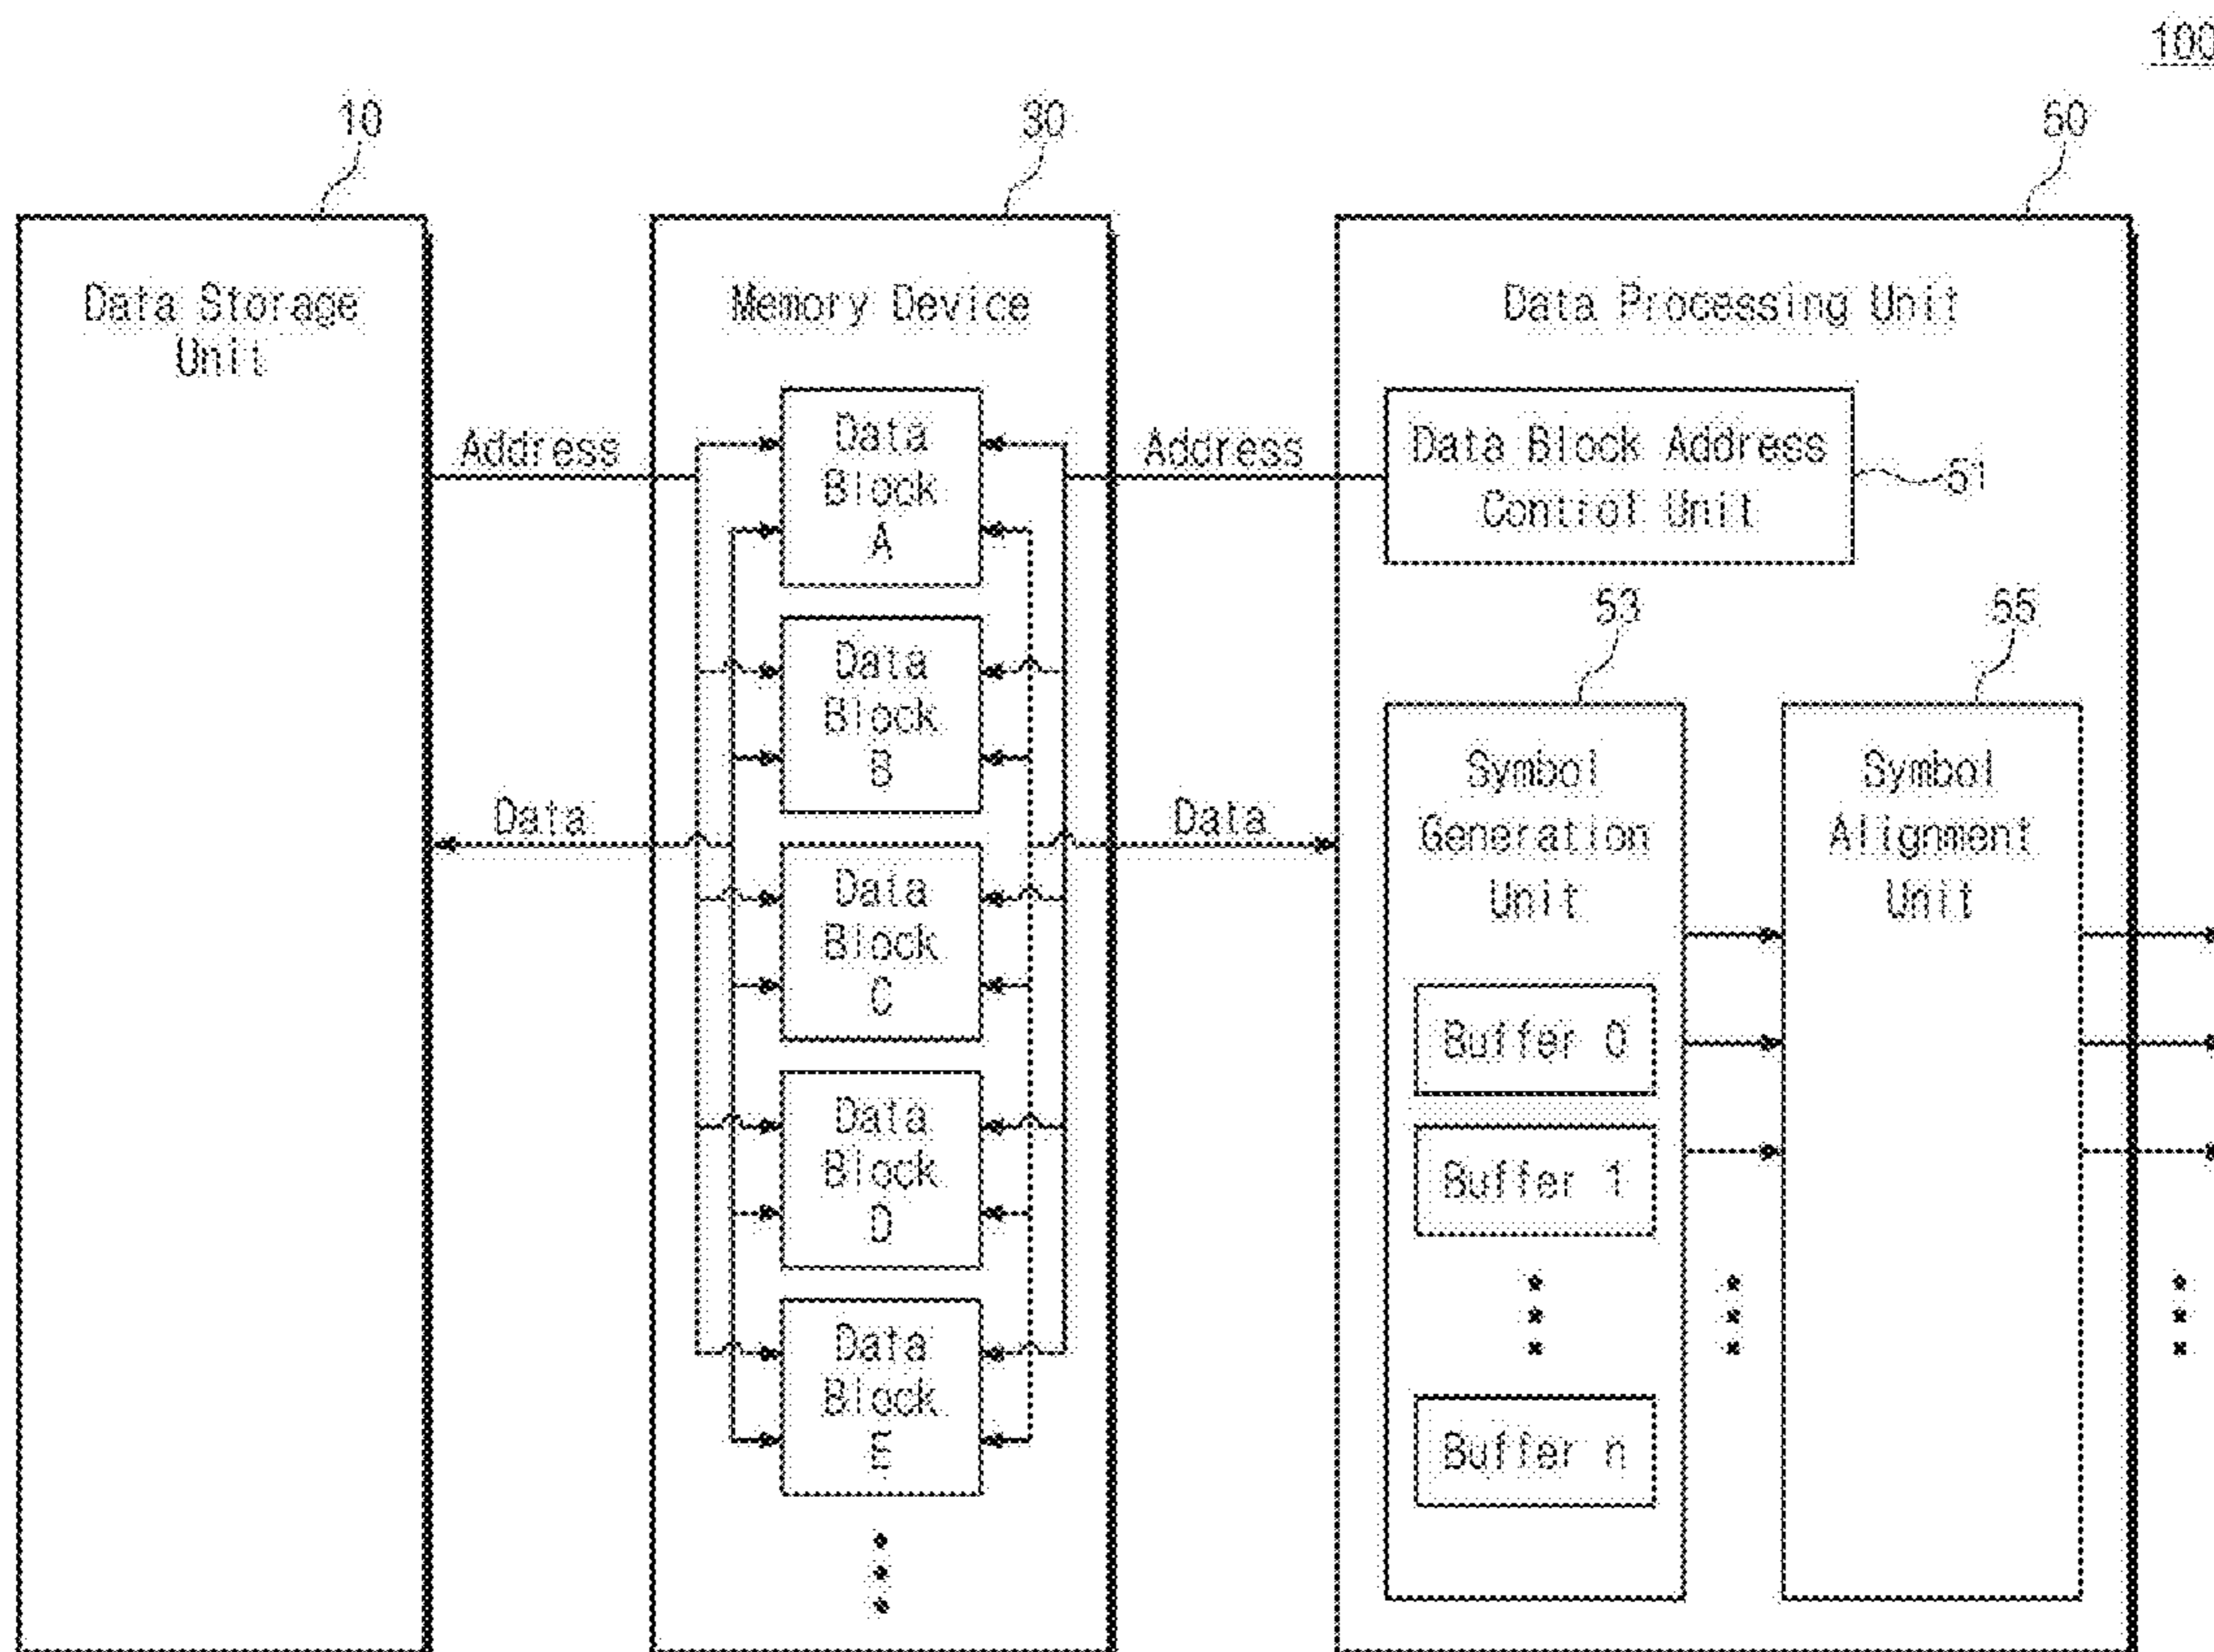 100
10
30
50
Data Storage
Unit
Memory Device
Data Processing Unit
Address
Address
Data Block Address
Control Unit
51
Data
Block
A
Data
Block
B
Data
Block
C
Data
Block
D
Data
Block
E
Data
Data
53
55
Symbol
Generation
Unit
Symbol
Alignment
Unit
Buffer 0
Buffer 1
Buffer n